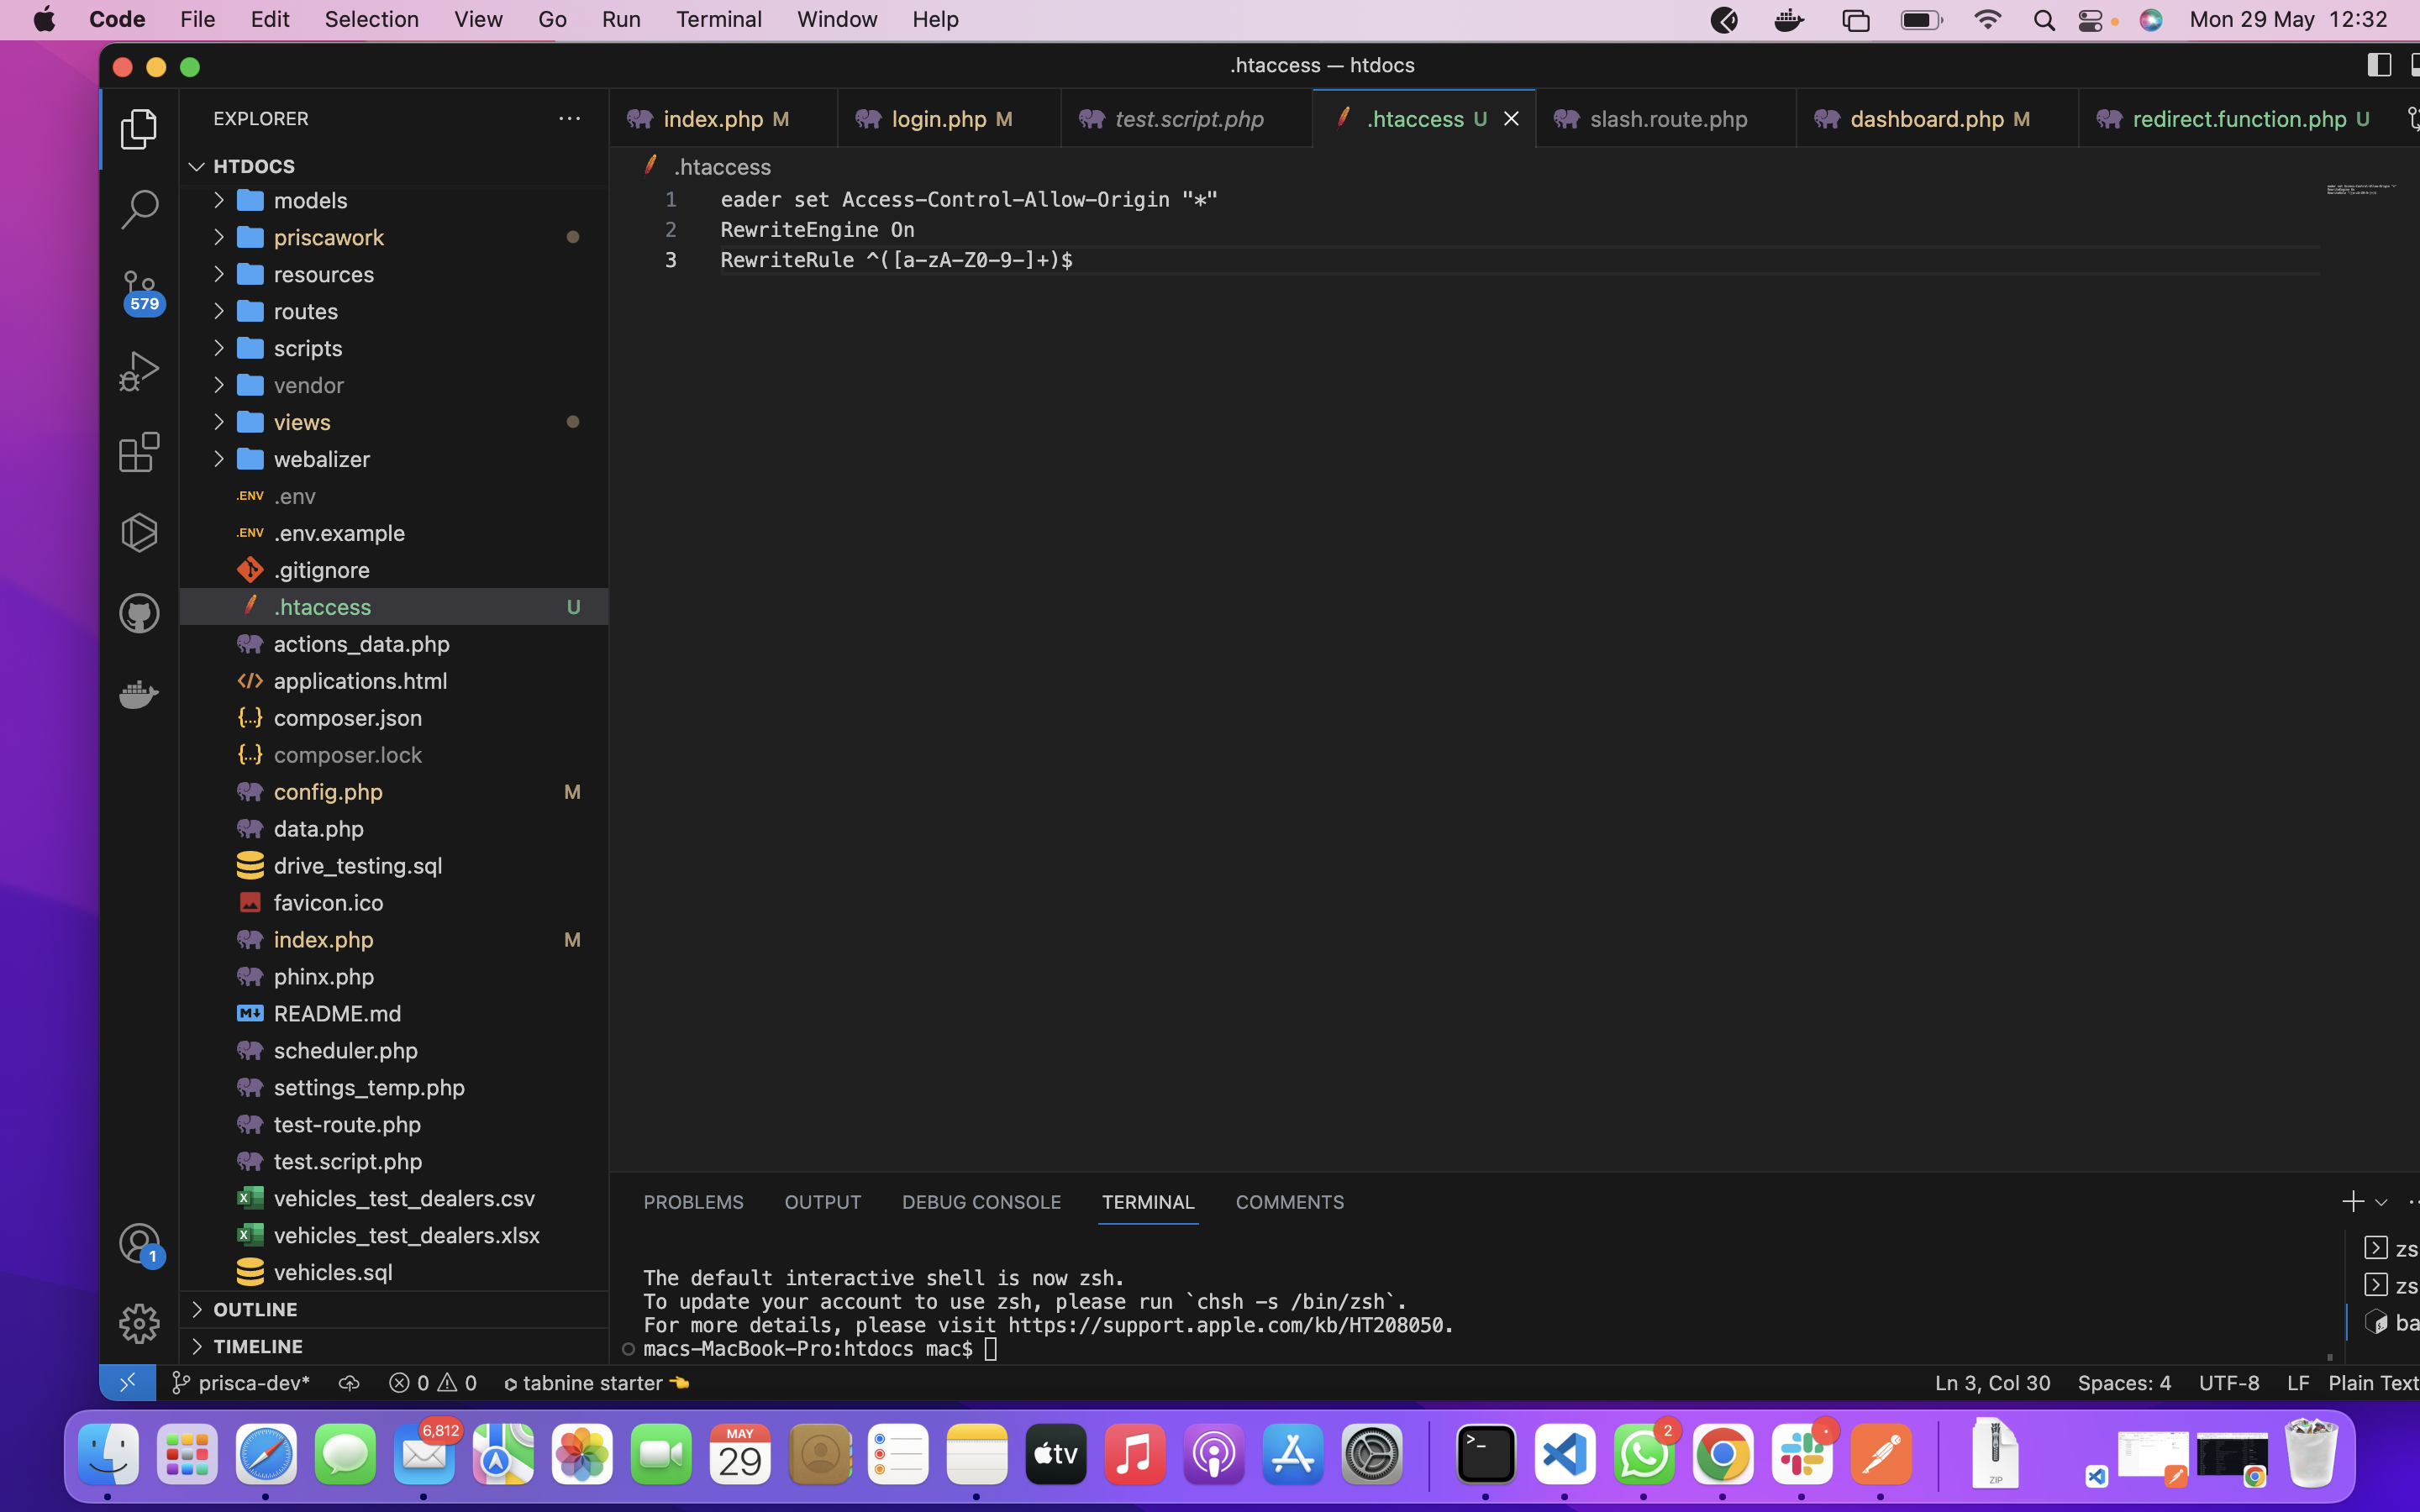 Code File Edit Selection View Go Run Terminal Window Help Mon 29 May 12:32
.htaccess — htdocs
EXPLORER
HTDOCS
models
priscawork
resources
routes
scripts
vendor
views
webalizer
.ENV .env
.ENV .env.example
.gitignore
.htaccess U
actions_data.php
applications.html
composer.json
composer.lock
config.php M
data.php
drive_testing.sql
favicon.ico
index.php M
phinx.php
README.md
scheduler.php
settings_temp.php
test-route.php
test.script.php
vehicles_test_dealers.csv
vehicles_test_dealers.xlsx
vehicles.sql
OUTLINE
TIMELINE
579
1
index.php M login.php M test.script.php .htaccess U slash.route.php dashboard.php M redirect.function.php U
.htaccess
1 eader set Access-Control-Allow-Origin "*"
2 RewriteEngine On
3 RewriteRule ^([a-zA-Z0-9-]+)$
PROBLEMS OUTPUT DEBUG CONSOLE TERMINAL COMMENTS
The default interactive shell is now zsh.
To update your account to use zsh, please run `chsh -s /bin/zsh`.
For more details, please visit https://support.apple.com/kb/HT208050.
macs-MacBook-Pro:htdocs mac$
zs
zs
ba
prisca-dev* 0 0 tabnine starter Ln 3, Col 30 Spaces: 4 UTF-8 LF Plain Text
6,812
MAY
29
tv
2
ZIP